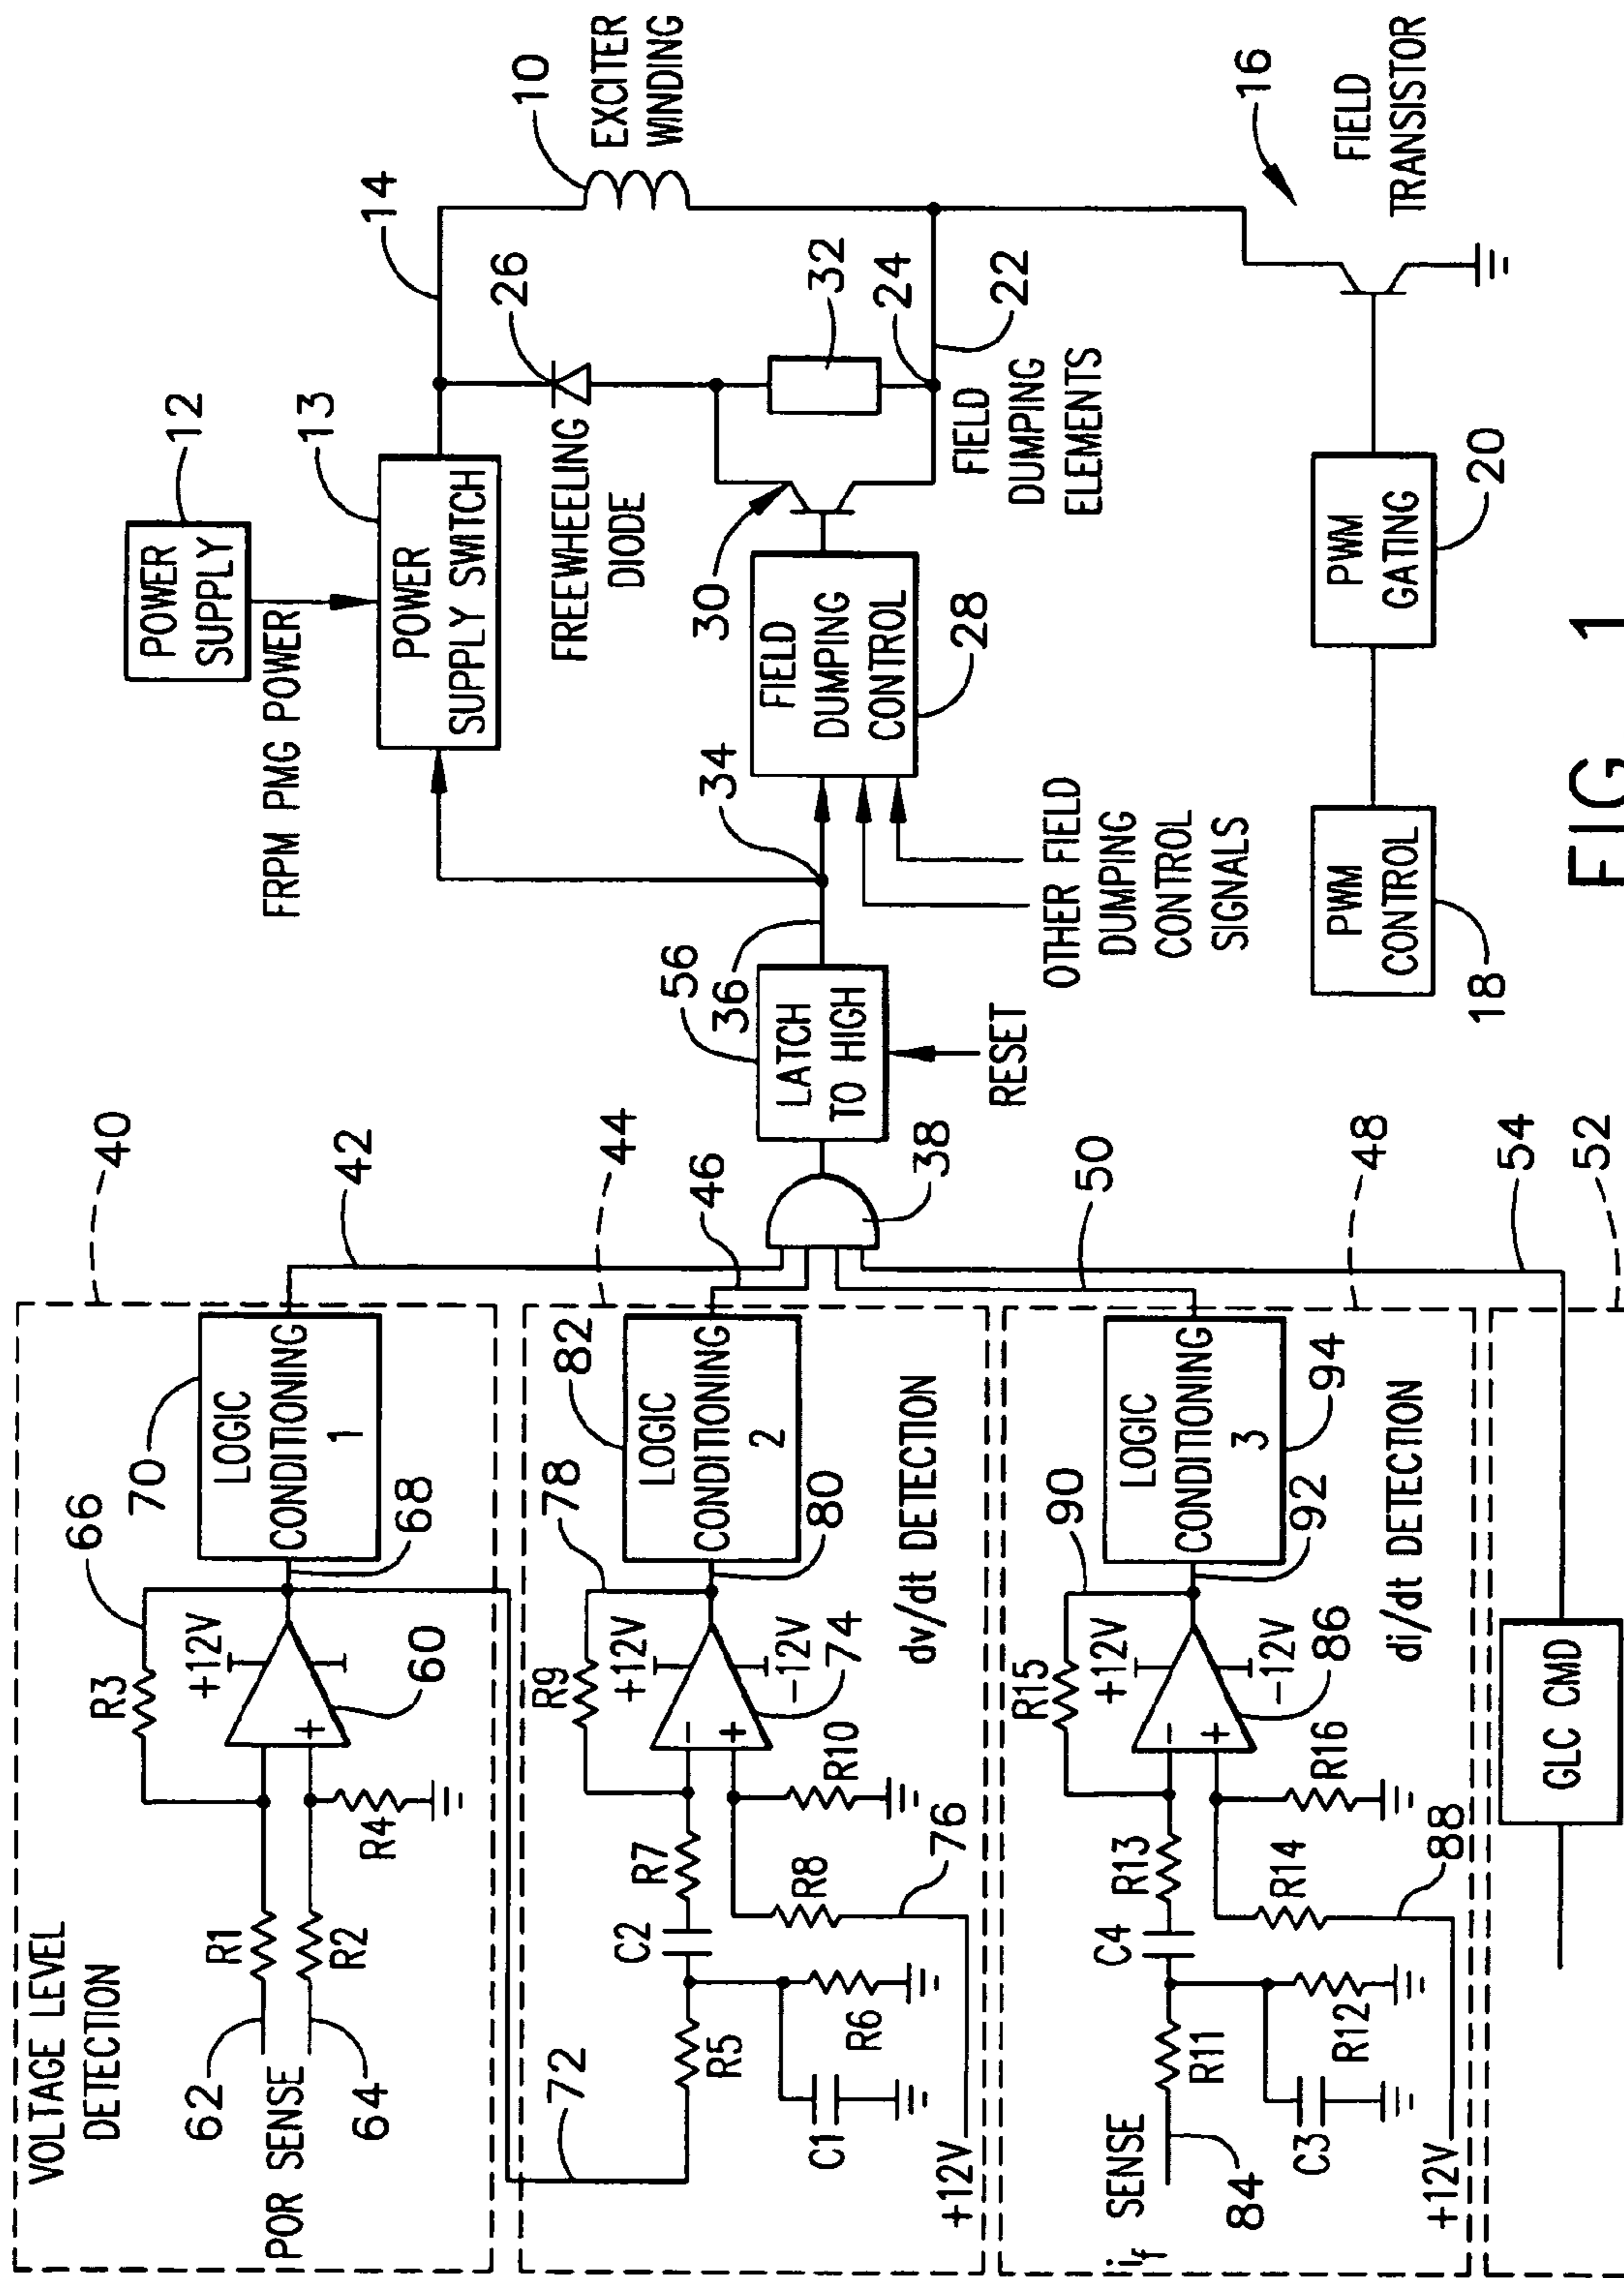 VOLTAGE LEVEL
DETECTION
POR SENSE
62
64
R1
R2
R3
R4
66
+12V
+
60
68
70
LOGIC
CONDITIONING
1
40
42
72
R5
R6
C1
C2
R7
R8
R9
R10
+12V
76
78
+12V
-12V
−
+
74
80
82
LOGIC
CONDITIONING
2
dv/dt DETECTION
44
46
if SENSE
84
R11
R12
C3
C4
R13
R14
R15
R16
+12V
88
90
+12V
-12V
−
+
86
92
94
LOGIC
CONDITIONING
3
di/dt DETECTION
48
50
GLC CMD
52
54
38
LATCH
TO HIGH
56
36
RESET
34
OTHER FIELD
DUMPING
CONTROL
SIGNALS
FIELD
DUMPING
CONTROL
28
30
POWER
SUPPLY
12
FRPM PMG POWER
POWER
SUPPLY SWITCH
13
14
FREEWHEELING
DIODE
26
32
24
22
FIELD
DUMPING
ELEMENTS
10
EXCITER
WINDING
16
FIELD
TRANSISTOR
PWM
CONTROL
18
PWM
GATING
20
FIG. 1